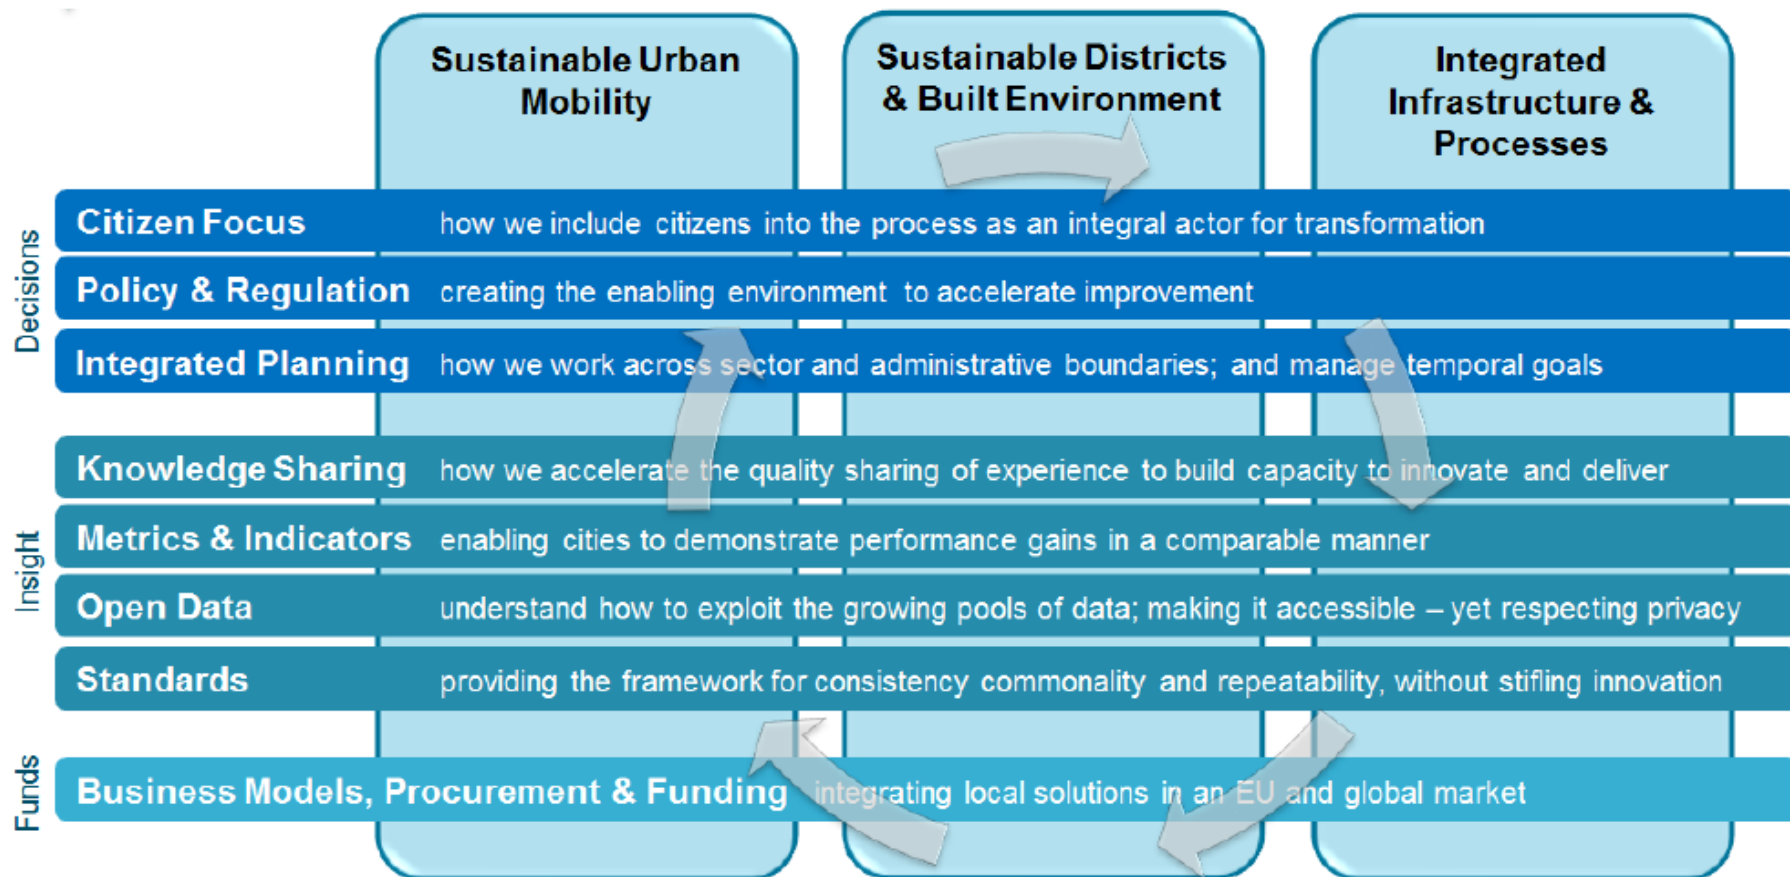 Sustainable Urban
Mobility
Sustainable Districts
& Built Environment
Integrated
Infrastructure &
Processes
Decisions
Citizen Focus how we include citizens into the process as an integral actor for transformation
Policy & Regulation creating the enabling environment to accelerate improvement
Integrated Planning how we work across sector and administrative boundaries; and manage temporal goals
Insight
Knowledge Sharing how we accelerate the quality sharing of experience to build capacity to innovate and deliver
Metrics & Indicators enabling cities to demonstrate performance gains in a comparable manner
Open Data understand how to exploit the growing pools of data; making it accessible – yet respecting privacy
Standards providing the framework for consistency commonality and repeatability, without stifling innovation
Funds
Business Models, Procurement & Funding integrating local solutions in an EU and global market